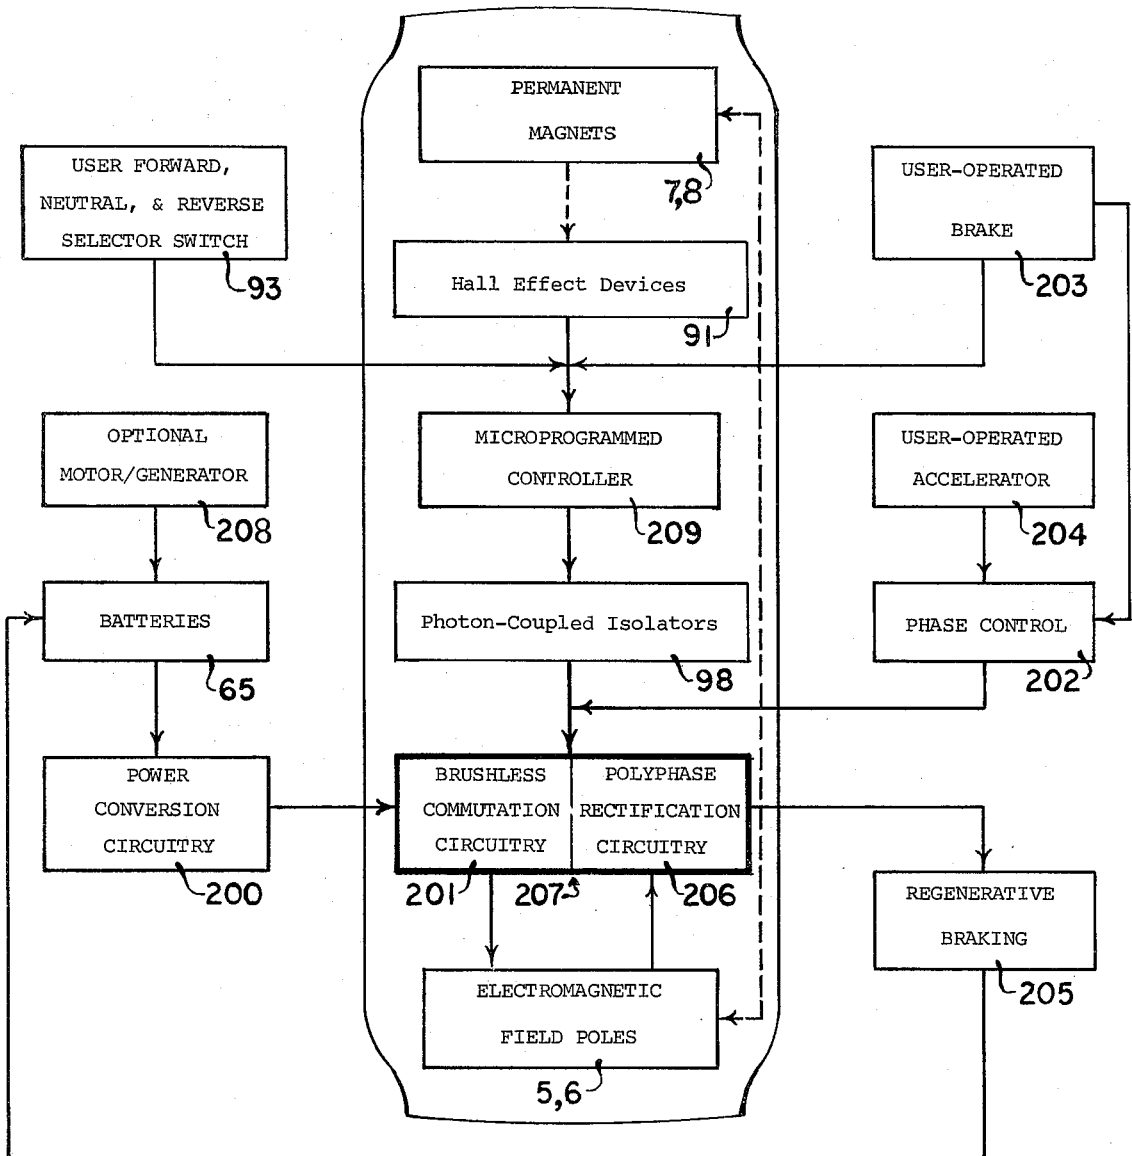 PERMANENT
MAGNETS
7,8
USER FORWARD,
NEUTRAL, & REVERSE
SELECTOR SWITCH
93
USER-OPERATED
BRAKE
203
Hall Effect Devices
91
OPTIONAL
MOTOR/GENERATOR
208
MICROPROGRAMMED
CONTROLLER
209
USER-OPERATED
ACCELERATOR
204
BATTERIES
65
Photon-Coupled Isolators
98
PHASE CONTROL
202
POWER
CONVERSION
CIRCUITRY
200
BRUSHLESS
COMMUTATION
CIRCUITRY
201
207
POLYPHASE
RECTIFICATION
CIRCUITRY
206
REGENERATIVE
BRAKING
205
ELECTROMAGNETIC
FIELD POLES
5,6